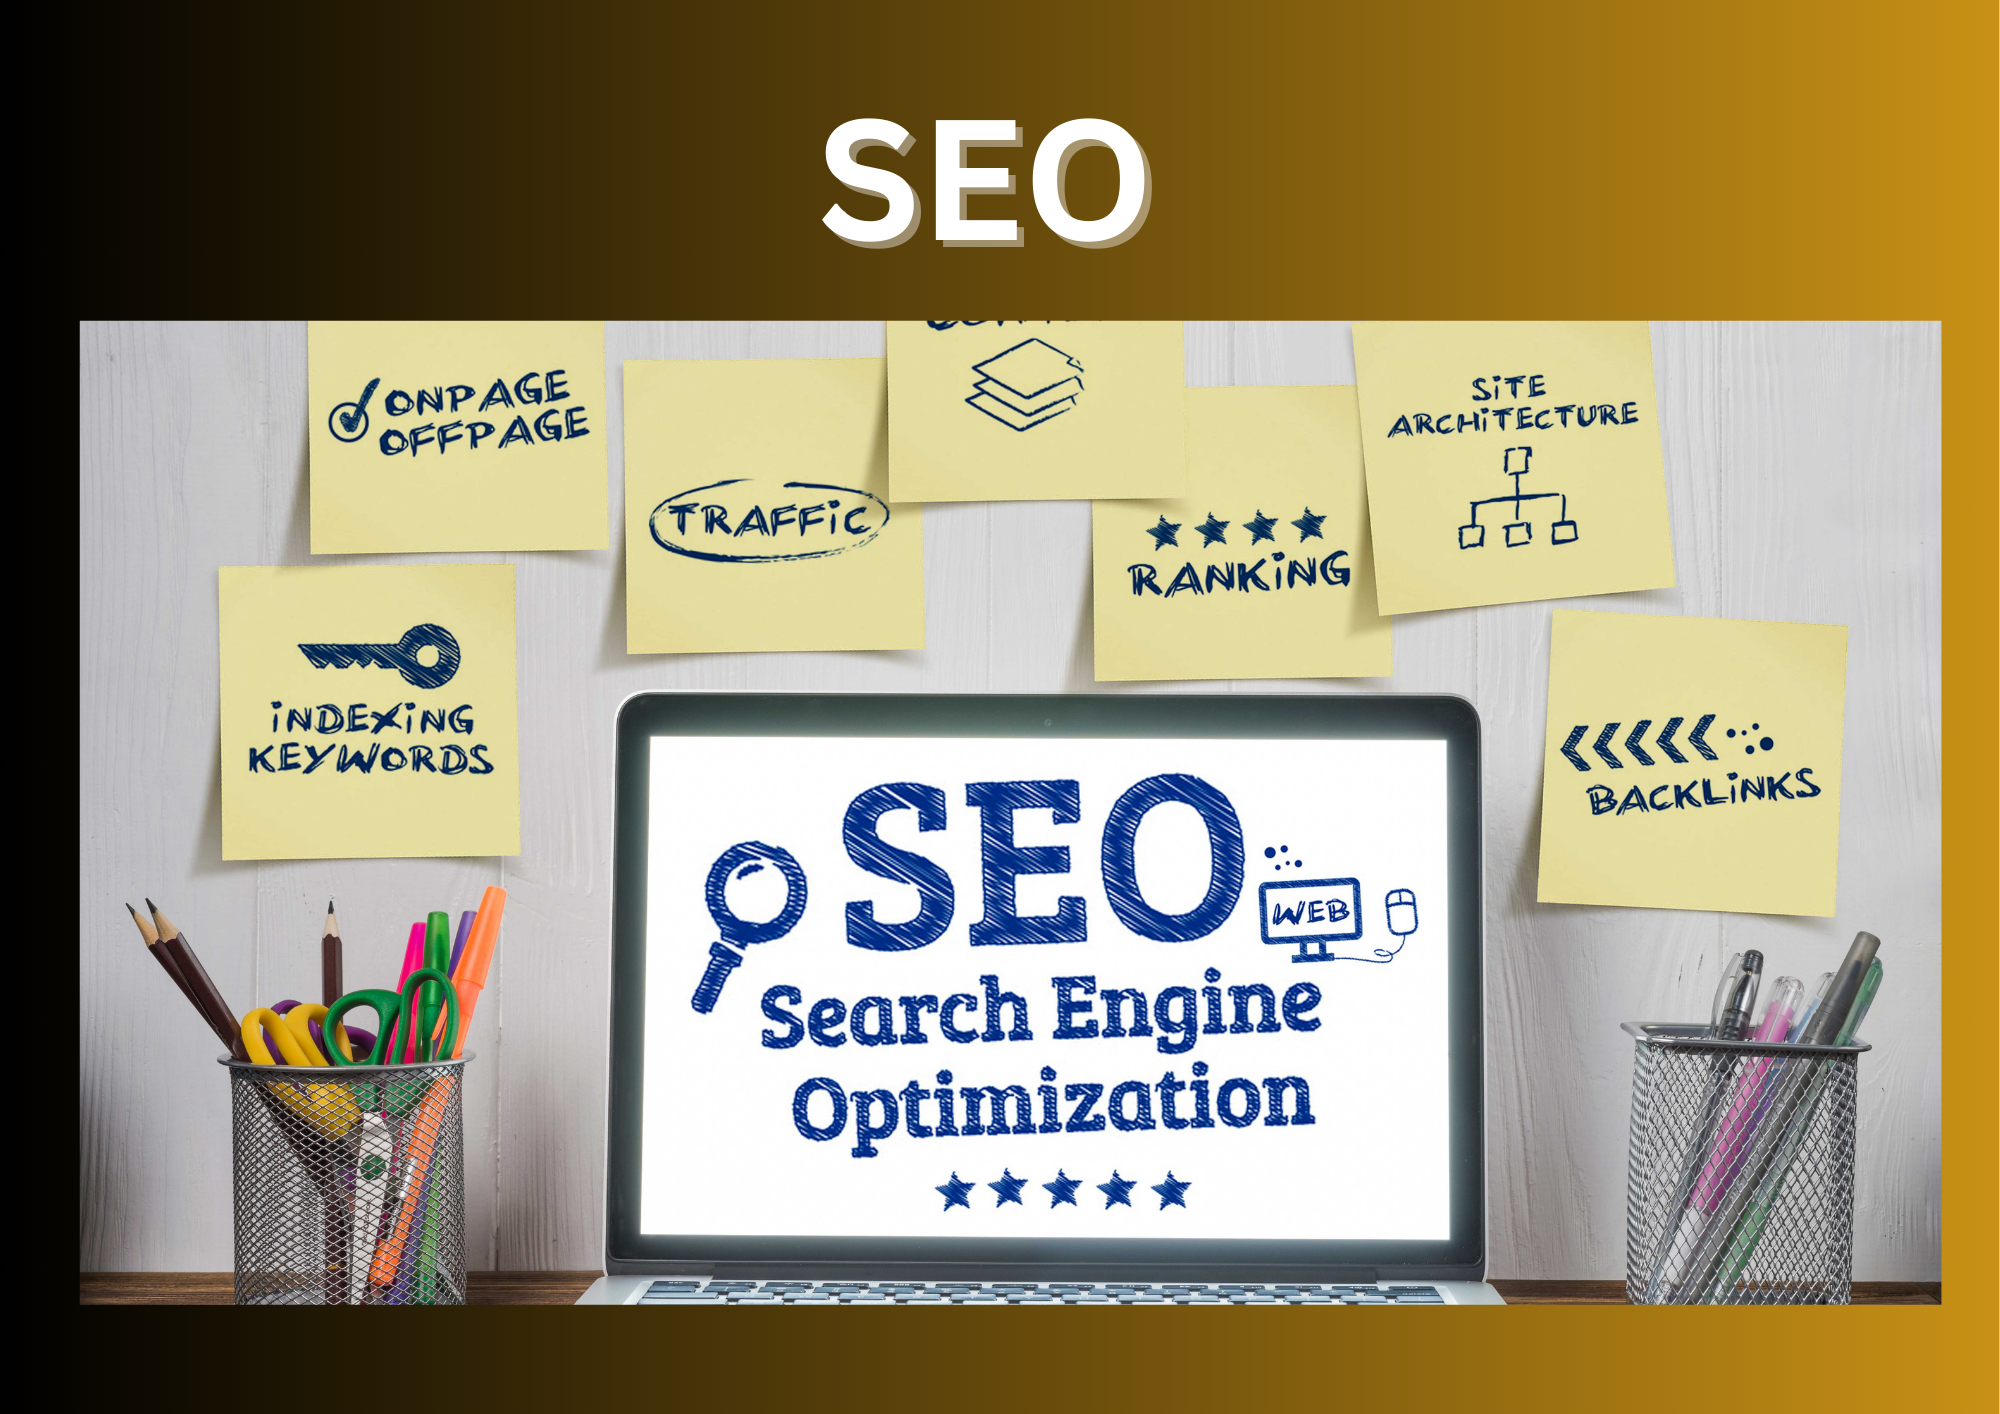 SEO
ONPAGE
OFFPAGE
TRAFFiC
RANKiNG
SiTE
ARCHiTECTURE
iNDEXiNG
KEYWORDS
BACKLiNKS
SEO
WEB
Search Engine
Optimization